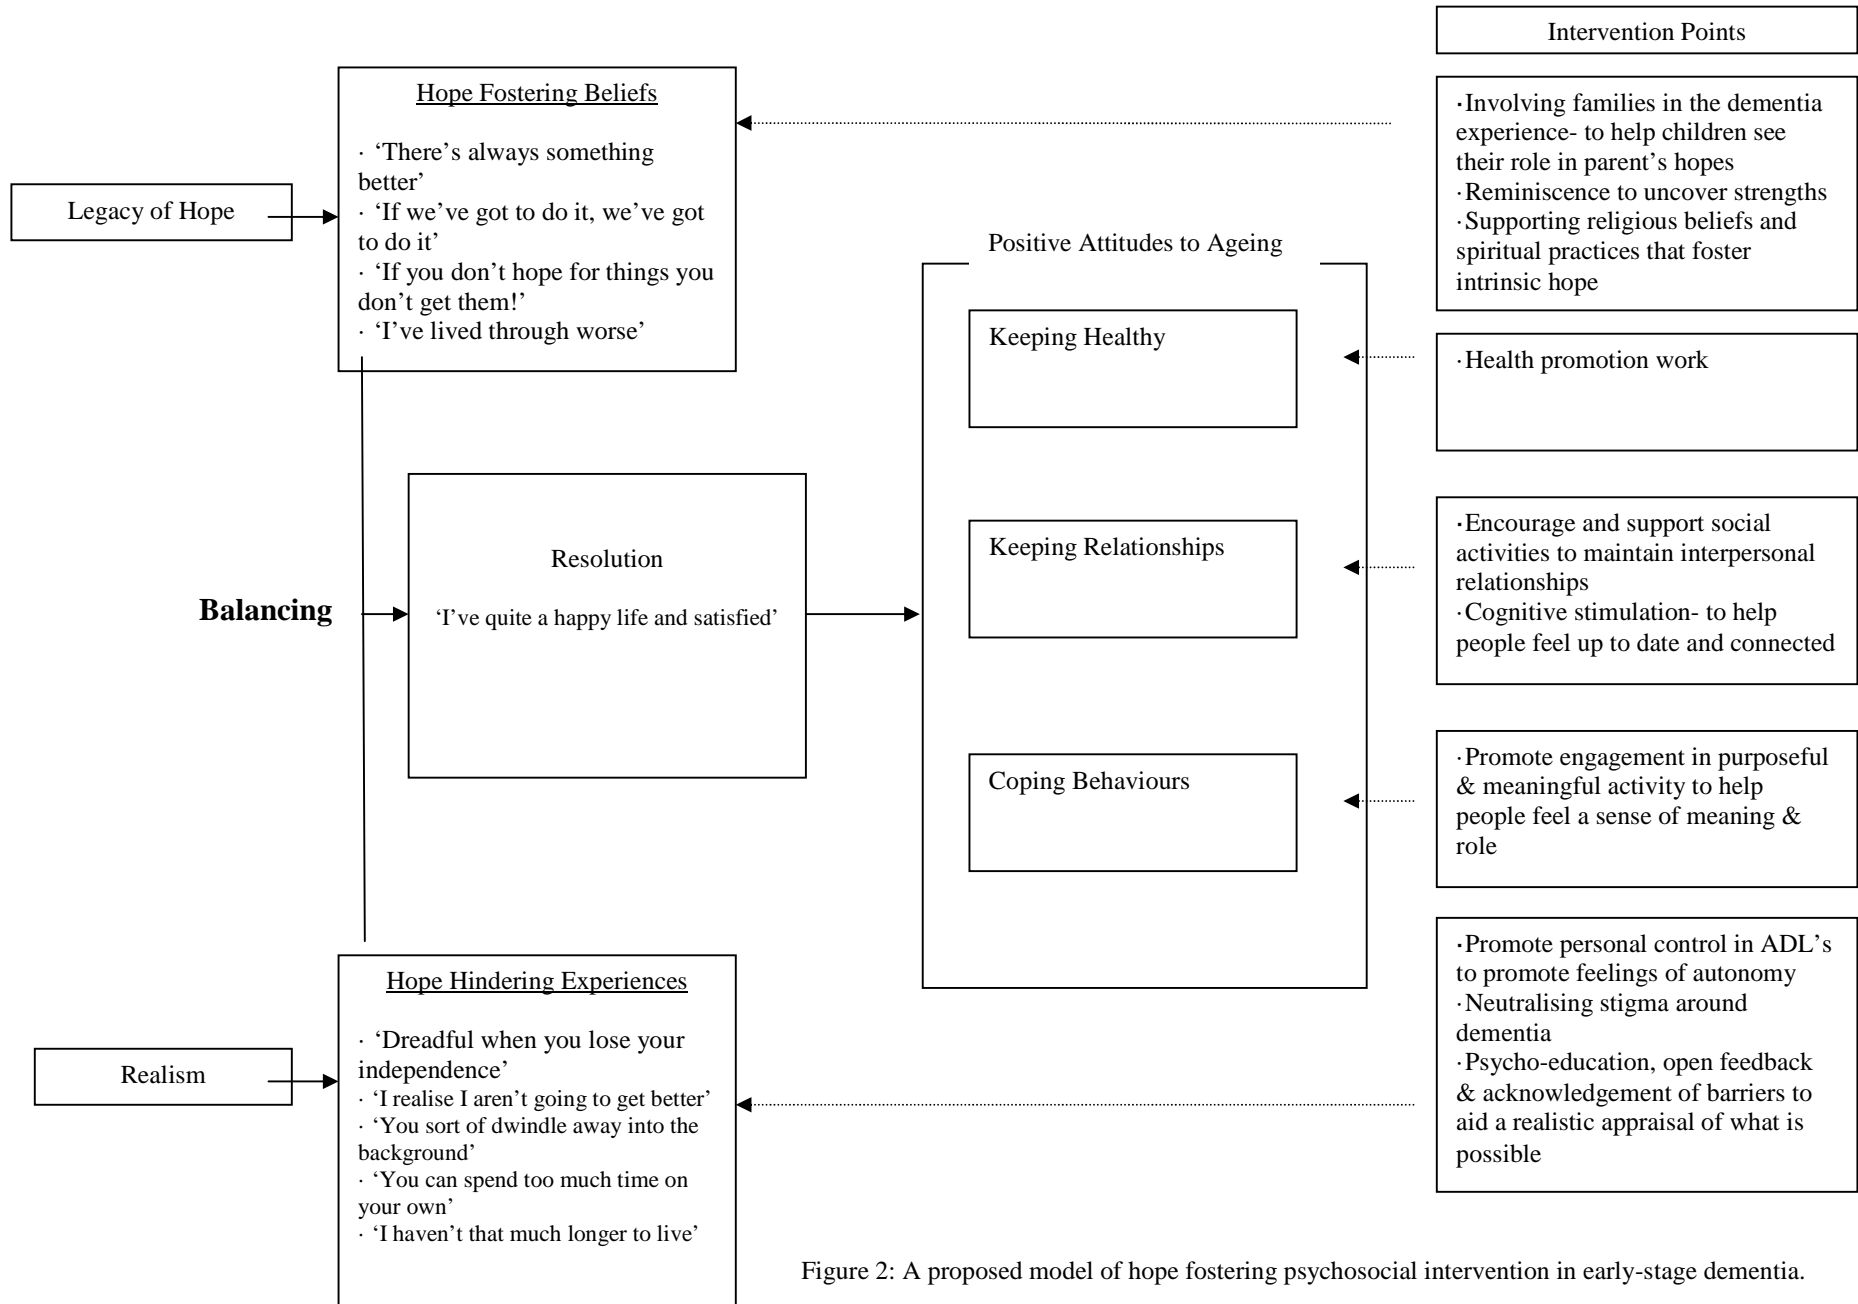 Intervention Points
Hope Fostering Beliefs
· ‘There’s always something
better’
· ‘If we’ve got to do it, we’ve got
to do it’
· ‘If you don’t hope for things you
don’t get them!’
· ‘I’ve lived through worse’
Legacy of Hope
·Involving families in the dementia
experience- to help children see
their role in parent’s hopes
·Reminiscence to uncover strengths
·Supporting religious beliefs and
spiritual practices that foster
intrinsic hope
Positive Attitudes to Ageing
Keeping Healthy
·Health promotion work
Balancing
Resolution
‘I’ve quite a happy life and satisfied’
Keeping Relationships
·Encourage and support social
activities to maintain interpersonal
relationships
·Cognitive stimulation- to help
people feel up to date and connected
Coping Behaviours
·Promote engagement in purposeful
& meaningful activity to help
people feel a sense of meaning &
role
Hope Hindering Experiences
· ‘Dreadful when you lose your
independence’
· ‘I realise I aren’t going to get better’
· ‘You sort of dwindle away into the
background’
· ‘You can spend too much time on
your own’
· ‘I haven’t that much longer to live’
Realism
·Promote personal control in ADL’s
to promote feelings of autonomy
·Neutralising stigma around
dementia
·Psycho-education, open feedback
& acknowledgement of barriers to
aid a realistic appraisal of what is
possible
Figure 2: A proposed model of hope fostering psychosocial intervention in early-stage dementia.